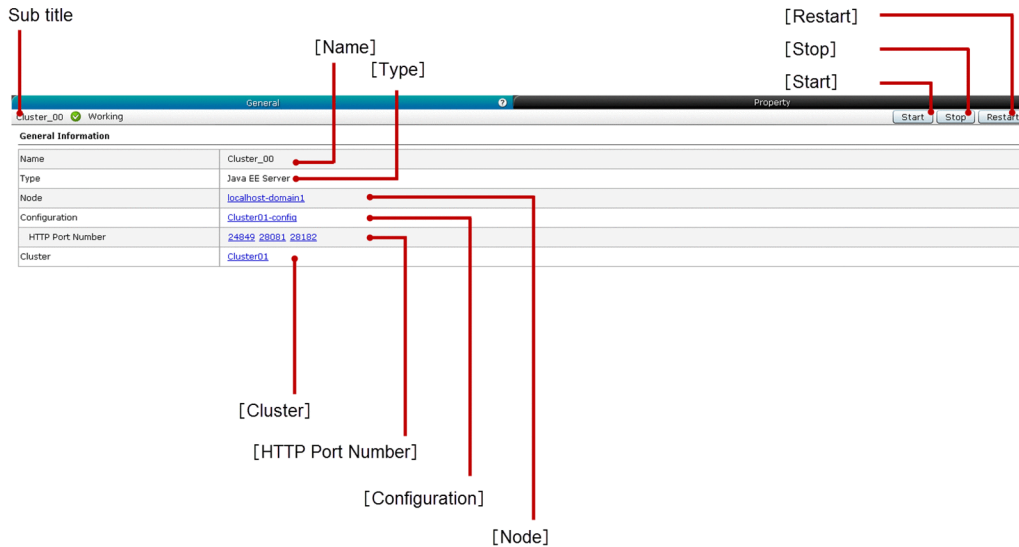 Sub title
[Restart]
[Stop]
[Name]
[Type]
[Start]
General ? Property
Cluster_00 Working Start Stop Restart
General Information
Name Cluster_00
Type Java EE Server
Node localhost-domain1
Configuration Cluster01-config
HTTP Port Number 24849 28081 28182
Cluster Cluster01
[Cluster]
[HTTP Port Number]
[Configuration]
[Node]